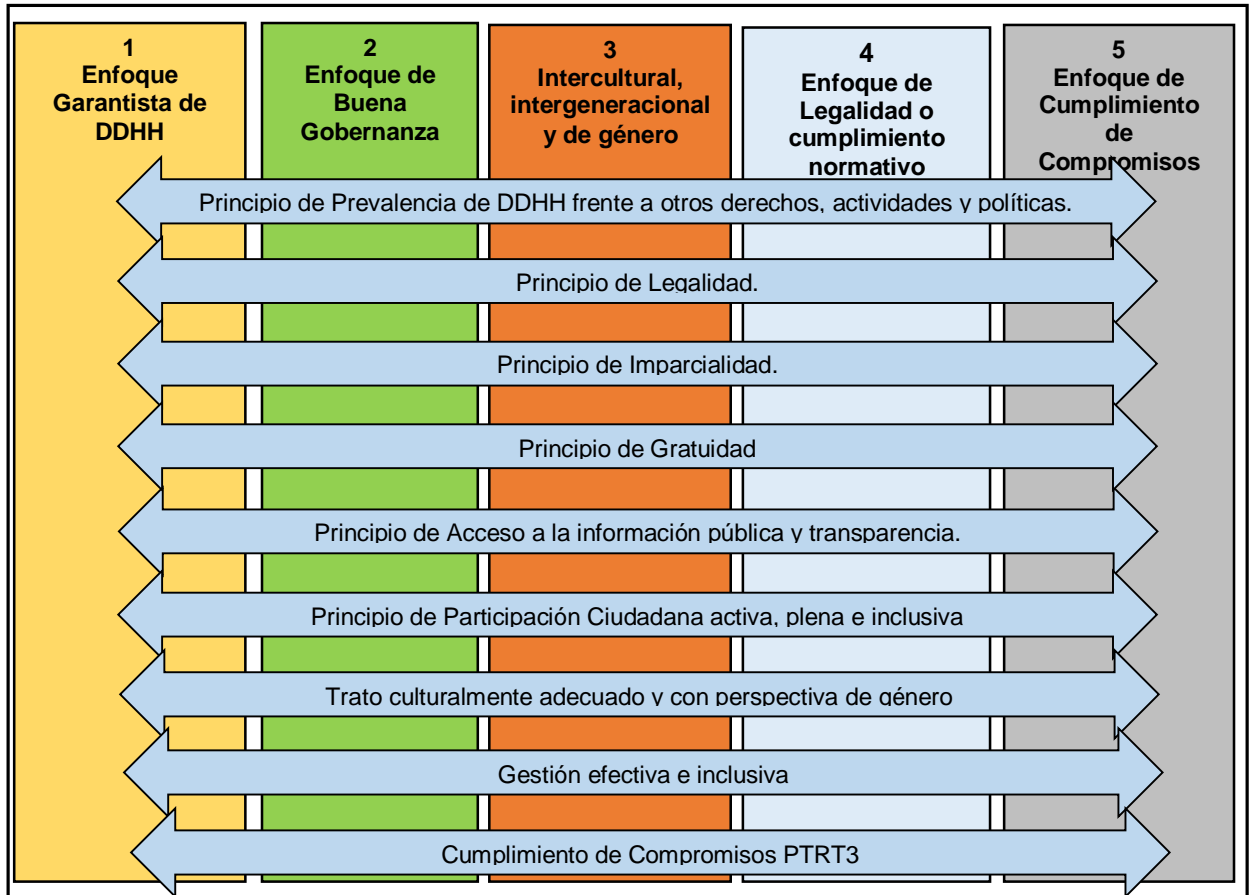 1
Enfoque
Garantista de
DDHH
2
Enfoque de
Buena
Gobernanza
3
Intercultural,
intergeneracional
y de género
4
Enfoque de
Legalidad o
cumplimiento
normativo
5
Enfoque de
Cumplimiento
de
Compromisos
Principio de Prevalencia de DDHH frente a otros derechos, actividades y políticas.
Principio de Legalidad.
Principio de Imparcialidad.
Principio de Gratuidad
Principio de Acceso a la información pública y transparencia.
Principio de Participación Ciudadana activa, plena e inclusiva
Trato culturalmente adecuado y con perspectiva de género
Gestión efectiva e inclusiva
Cumplimiento de Compromisos PTRT3